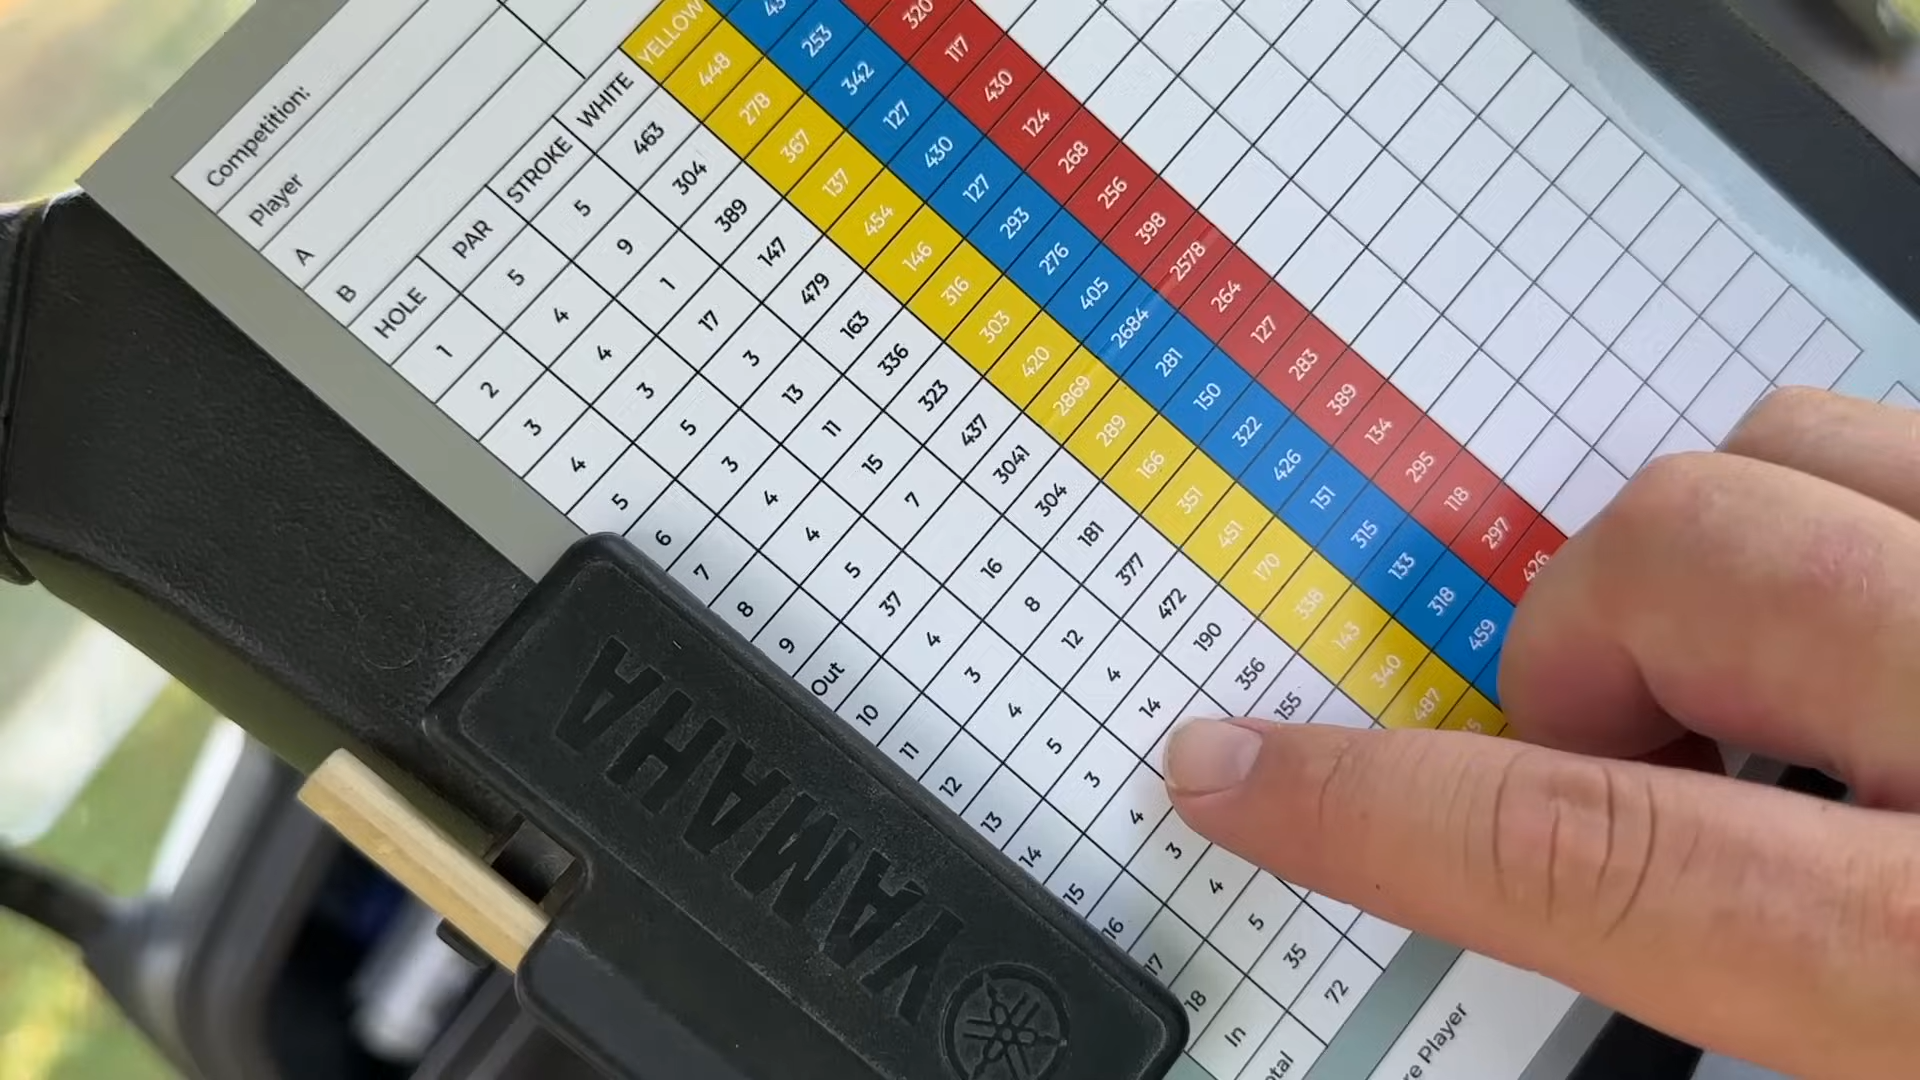 Competition:
Player
A
B
HOLE PAR STROKE WHITE YELLOW
1 5 5 463 448
2 4 9 304 278 253
3 4 1 389 367 342 320
4 3 17 147 137 127 117
5 5 3 479 454 430 430
6 3 13 163 146 127 124
7 4 11 336 316 293 268
8 4 15 323 303 276 256
9 5 7 437 420 405 398
Out 37 3041 2869 2684 2578
10 4 16 304 289 281 264
11 3 8 181 166 150 127
12 4 12 377 351 322 283
13 5 4 472 451 426 389
14 3 14 190 170 151 134
15 4 356 338 315 295
16 3 155 143 133 118
17 4 340 318 297
18 5 487 459 426
In 35
72
Player
YAMAHA